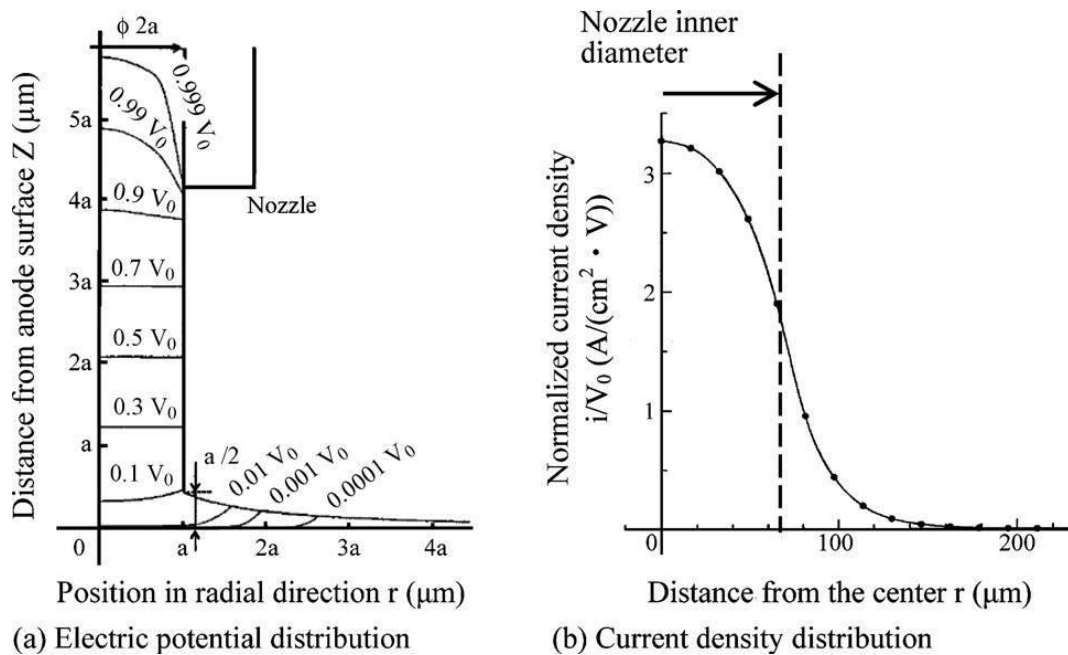 ϕ 2a
0.999 V₀
0.99 V₀
0.9 V₀
0.7 V₀
0.5 V₀
0.3 V₀
0.1 V₀
a /2
0.01 V₀
0.001 V₀
0.0001 V₀
Nozzle
5a
4a
3a
2a
a
0
a
2a
3a
4a
Distance from anode surface Z (μm)
Position in radial direction r (μm)
(a) Electric potential distribution
Nozzle inner
diameter
3
2
1
0
100
200
Normalized current density
i/V₀ (A/(cm² • V))
Distance from the center r (μm)
(b) Current density distribution